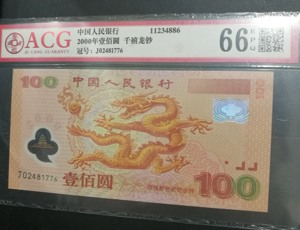 ACG
中国人民银行 11234886
2000年壹佰圆 千禧龙钞
冠号: J02481776
66 EPQ
100 中国人民银行
J02481776
壹佰圆
100